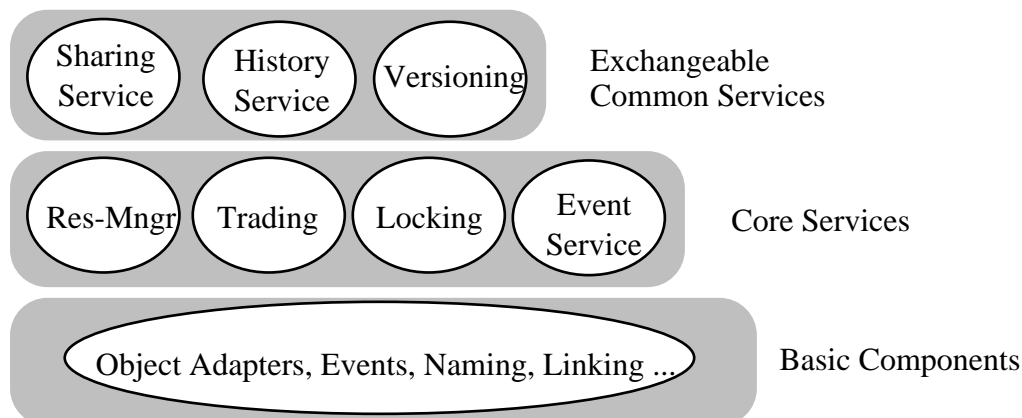 Sharing
Service
History
Service
Versioning
Exchangeable
Common Services
Res-Mngr
Trading
Locking
Event
Service
Core Services
Object Adapters, Events, Naming, Linking ...
Basic Components